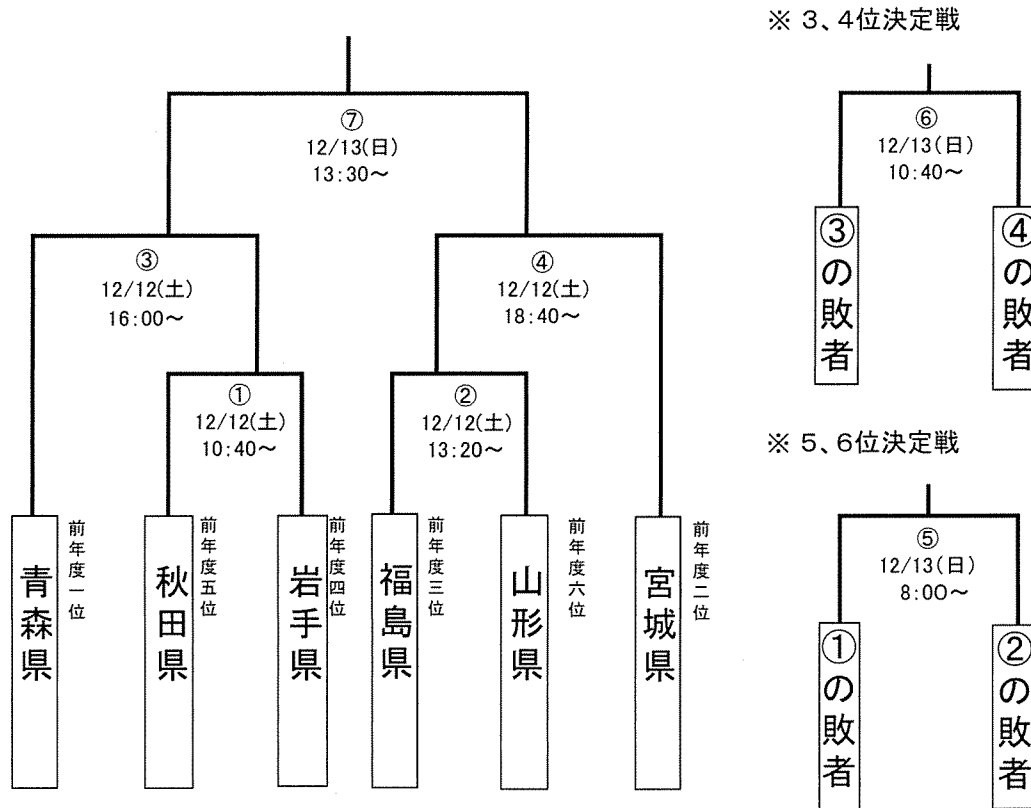 ⑦
12/13(日)
13:30～
③
12/12(土)
16:00～
④
12/12(土)
18:40～
①
12/12(土)
10:40～
②
12/12(土)
13:20～
青森県
前年度一位
秋田県
前年度五位
岩手県
前年度四位
福島県
前年度三位
山形県
前年度六位
宮城県
前年度二位
※ 3、4位決定戦
⑥
12/13(日)
10:40～
③の敗者
④の敗者
※ 5、6位決定戦
⑤
12/13(日)
8:00～
①の敗者
②の敗者